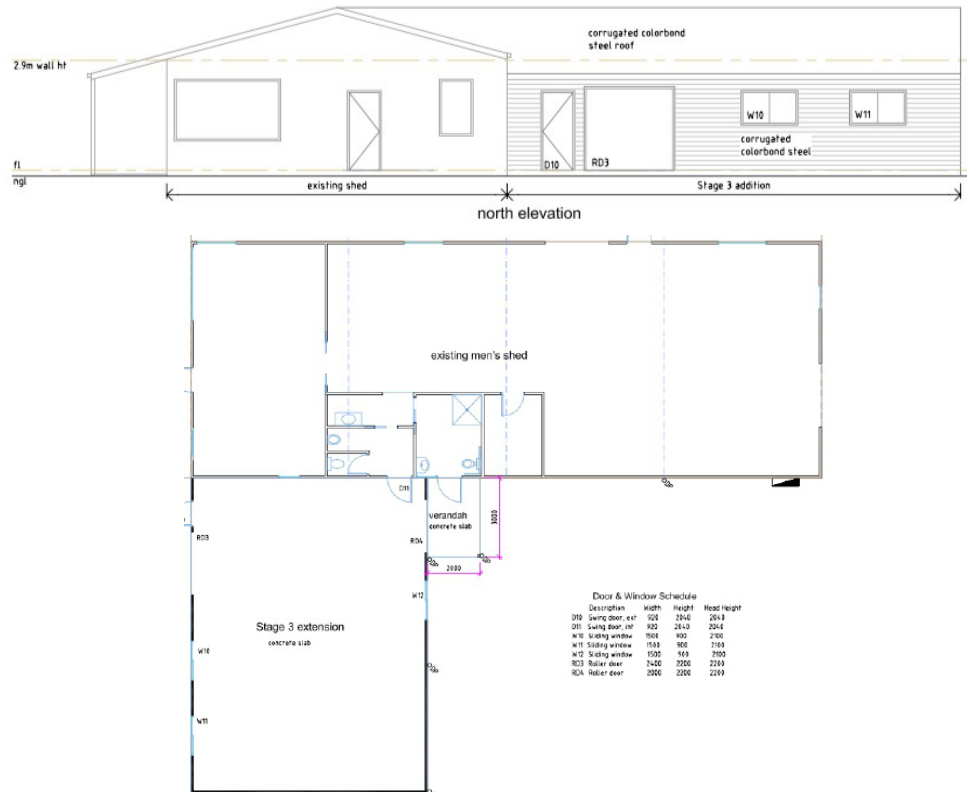 corrugated colorbond
steel roof
2.9m wall ht
W10
W11
corrugated
colorbond steel
D10
RD3
fl
ngl
existing shed
Stage 3 addition
north elevation
existing men's shed
D11
verandah
concrete slab
3000
RD3
RD4
ODP
ODP
ODP
2000
W12
Stage 3 extension
concrete slab
W10
ODP
W11
Door & Window Schedule
Description Width Height Head Height
D10 Swing door, ext 920 2040 2040
D11 Swing door, int 920 2040 2040
W10 Sliding window 1500 900 2100
W11 Sliding window 1500 900 2100
W12 Sliding window 1500 900 2100
RD3 Roller door 2400 2200 2200
RD4 Roller door 2000 2200 2200